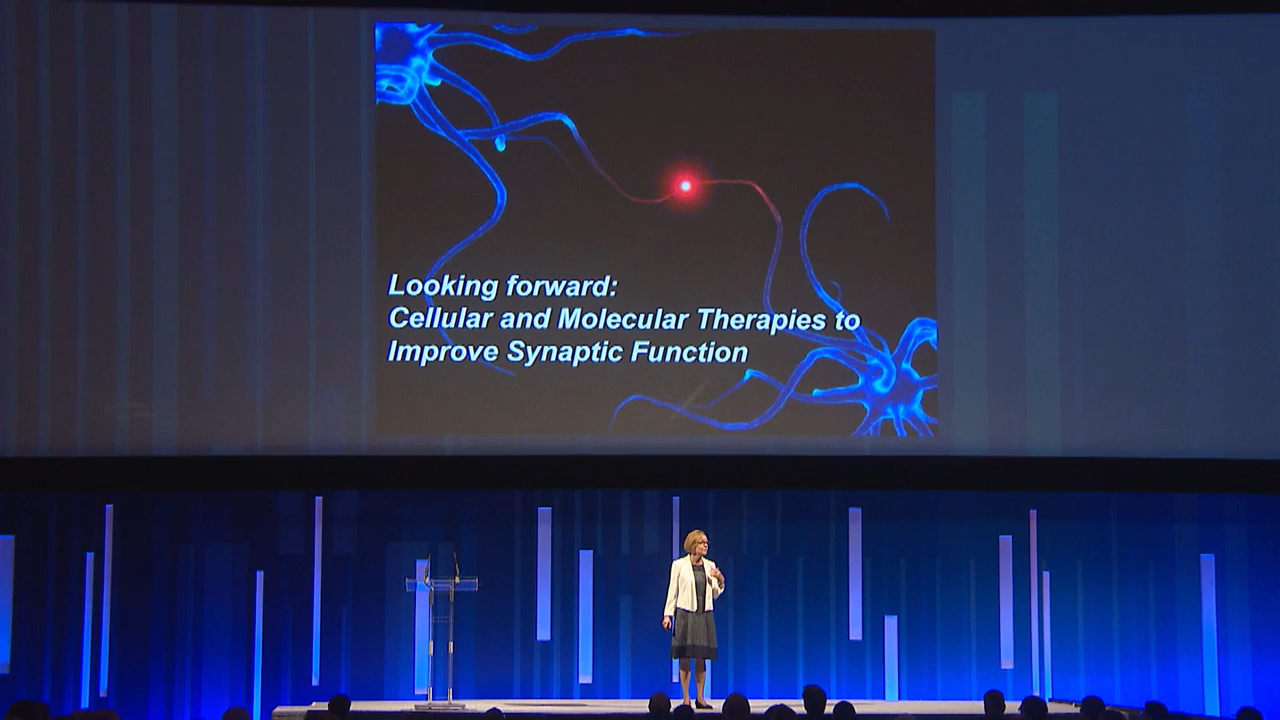 Looking forward:
Cellular and Molecular Therapies to
Improve Synaptic Function